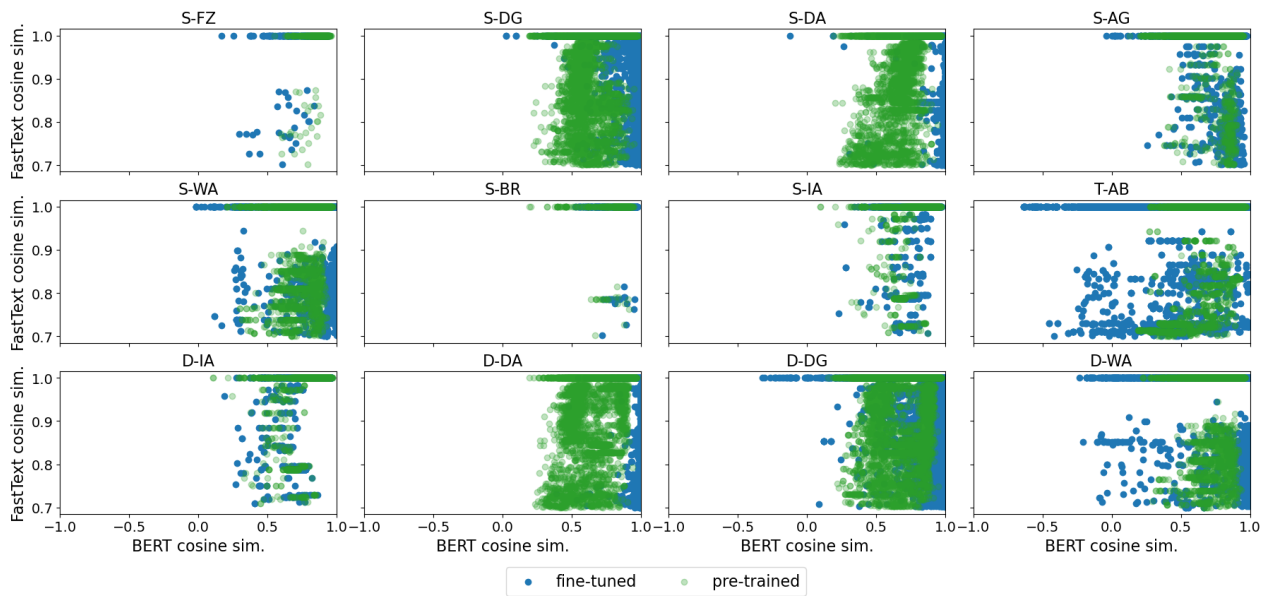 S-FZ S-DG S-DA S-AG
FastText cosine sim.
1.0
0.9
0.8
0.7
S-WA S-BR S-IA T-AB
FastText cosine sim.
1.0
0.9
0.8
0.7
D-IA D-DA D-DG D-WA
FastText cosine sim.
1.0
0.9
0.8
0.7
−1.0 −0.5 0.0 0.5 1.0 −1.0 −0.5 0.0 0.5 1.0 −1.0 −0.5 0.0 0.5 1.0 −1.0 −0.5 0.0 0.5 1.0
BERT cosine sim. BERT cosine sim. BERT cosine sim. BERT cosine sim.
fine-tuned pre-trained